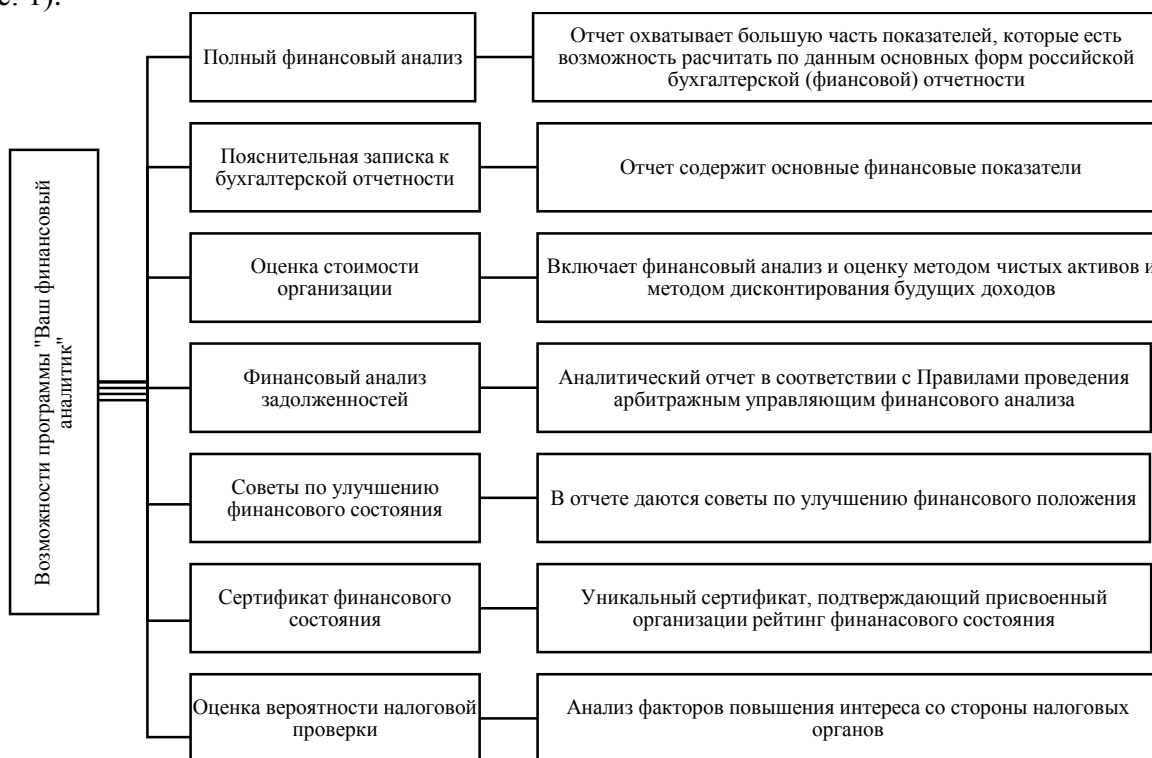 с. 1).
Возможности программы "Ваш финансовый
аналитик"
Полный финансовый анализ
Отчет охватывает большую часть показателей, которые есть
возможность расчитать по данным основных форм российской
бухгалтерской (фиансовой) отчетности
Пояснительная записка к
бухгалтерской отчетности
Отчет содержит основные финансовые показатели
Оценка стоимости
организации
Включает финансовый анализ и оценку методом чистых активов и
методом дисконтирования будущих доходов
Финансовый анализ
задолженностей
Аналитический отчет в соответствии с Правилами проведения
арбитражным управляющим финансового анализа
Советы по улучшению
финансового состояния
В отчете даются советы по улучшению финансового положения
Сертификат финансового
состояния
Уникальный сертификат, подтверждающий присвоенный
организации рейтинг финанасового состояния
Оценка вероятности налоговой
проверки
Анализ факторов повышения интереса со стороны налоговых
органов